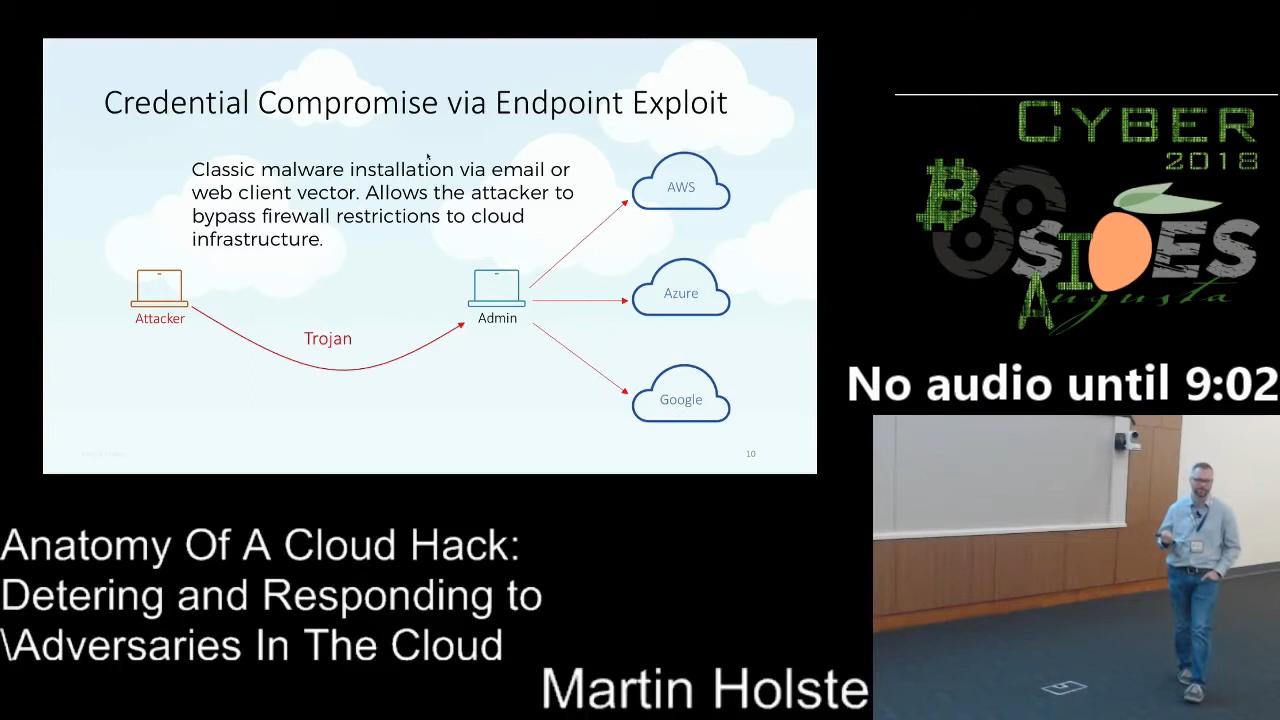 Credential Compromise via Endpoint Exploit
Classic malware installation via email or
web client vector. Allows the attacker to
bypass firewall restrictions to cloud
infrastructure.
AWS
Azure
Google
Attacker
Trojan
Admin
10
CYBER
2018
BSIDES
Augusta
No audio until 9:02
Anatomy Of A Cloud Hack:
Detering and Responding to
\Adversaries In The Cloud
Martin Holste